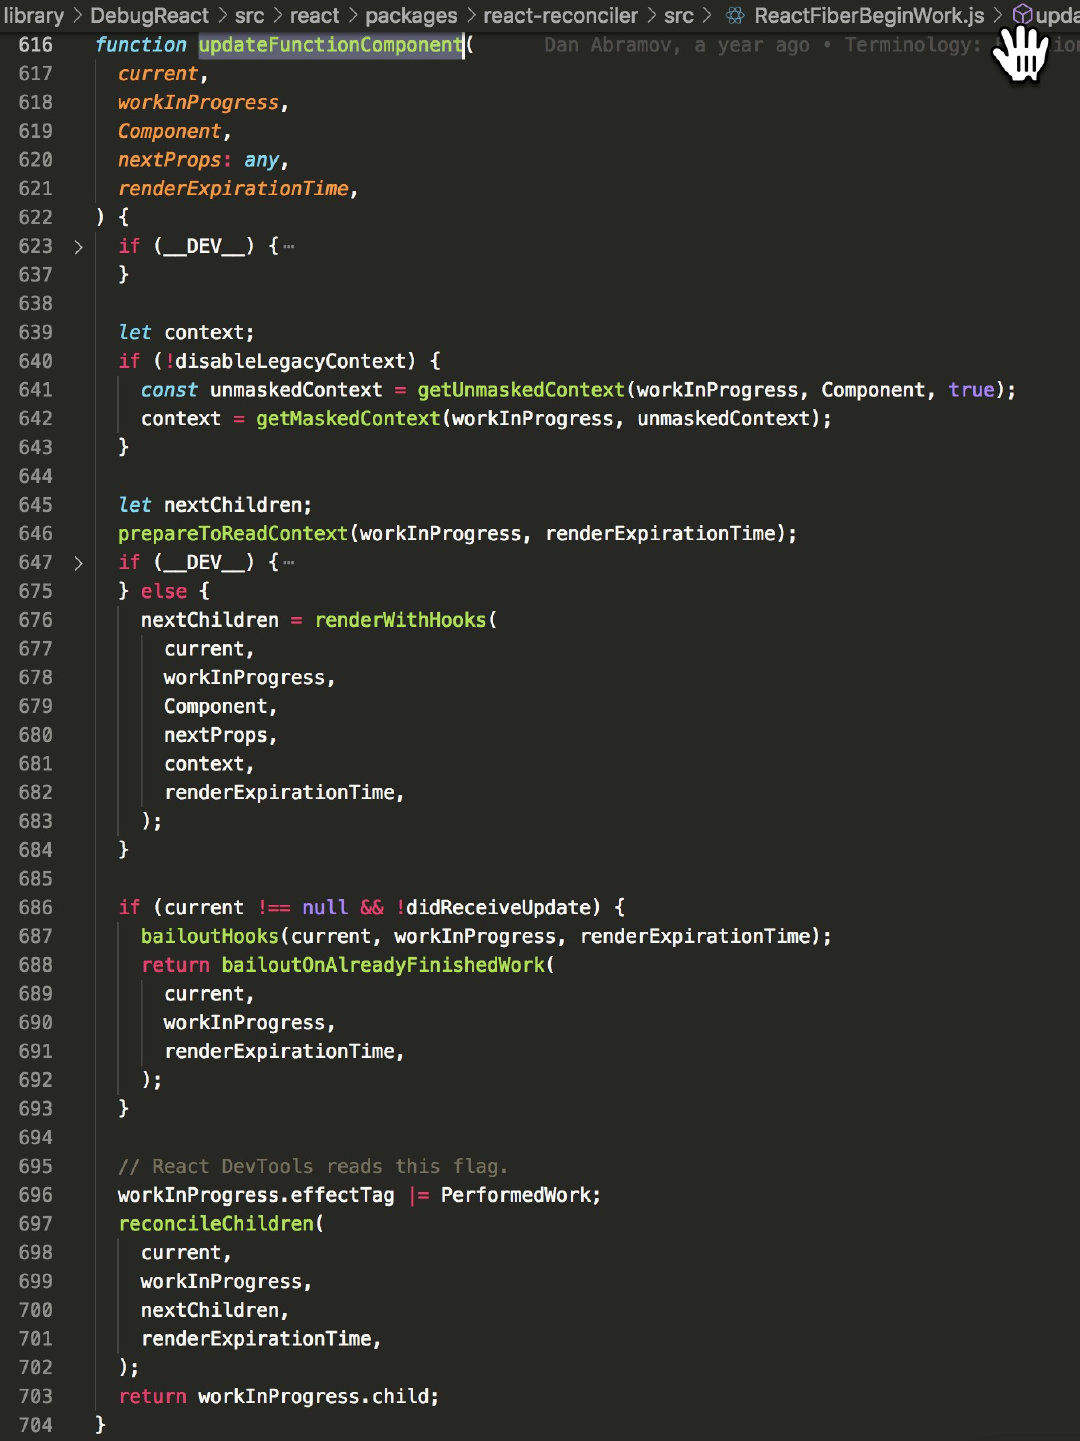 library > DebugReact > src > react > packages > react-reconciler > src > ReactFiberBeginWork.js > upda
616 function updateFunctionComponent( Dan Abramov, a year ago • Terminology:
617 current,
618 workInProgress,
619 Component,
620 nextProps: any,
621 renderExpirationTime,
622 ) {
623 > if (__DEV__) {…
637 }
638
639 let context;
640 if (!disableLegacyContext) {
641 const unmaskedContext = getUnmaskedContext(workInProgress, Component, true);
642 context = getMaskedContext(workInProgress, unmaskedContext);
643 }
644
645 let nextChildren;
646 prepareToReadContext(workInProgress, renderExpirationTime);
647 > if (__DEV__) {…
675 } else {
676 nextChildren = renderWithHooks(
677 current,
678 workInProgress,
679 Component,
680 nextProps,
681 context,
682 renderExpirationTime,
683 );
684 }
685
686 if (current !== null && !didReceiveUpdate) {
687 bailoutHooks(current, workInProgress, renderExpirationTime);
688 return bailoutOnAlreadyFinishedWork(
689 current,
690 workInProgress,
691 renderExpirationTime,
692 );
693 }
694
695 // React DevTools reads this flag.
696 workInProgress.effectTag |= PerformedWork;
697 reconcileChildren(
698 current,
699 workInProgress,
700 nextChildren,
701 renderExpirationTime,
702 );
703 return workInProgress.child;
704 }